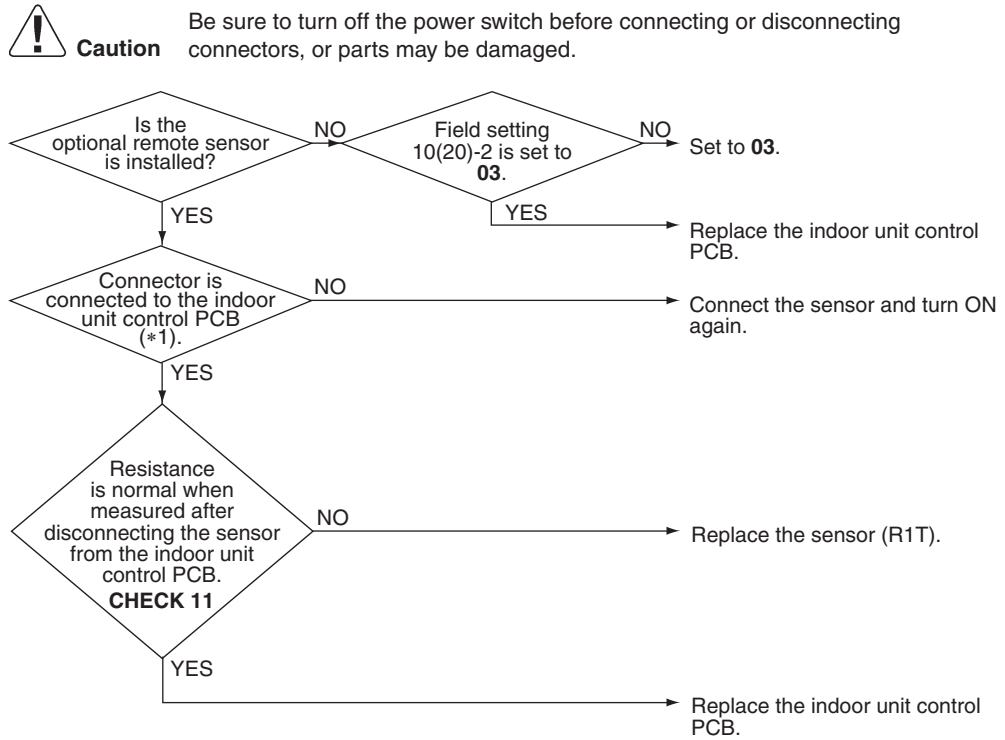 Caution
Be sure to turn off the power switch before connecting or disconnecting
connectors, or parts may be damaged.
Is the
optional remote sensor
is installed?
NO
Field setting
10(20)-2 is set to
03.
NO
Set to 03.
YES
YES
Replace the indoor unit control
PCB.
Connector is
connected to the indoor
unit control PCB
(*1).
NO
Connect the sensor and turn ON
again.
YES
Resistance
is normal when
measured after
disconnecting the sensor
from the indoor unit
control PCB.
CHECK 11
NO
Replace the sensor (R1T).
YES
Replace the indoor unit control
PCB.